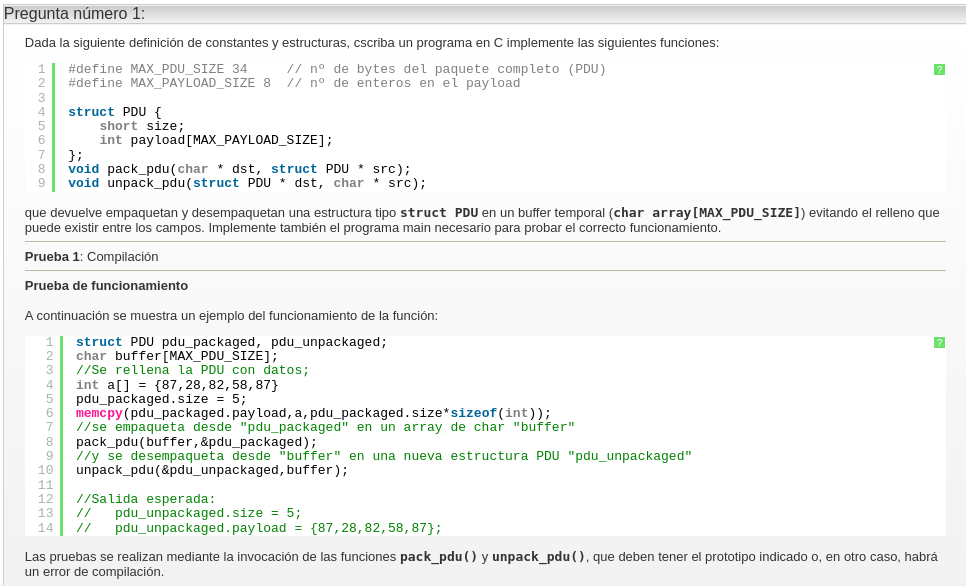 Pregunta número 1:
Dada la siguiente definición de constantes y estructuras, cscriba un programa en C implemente las siguientes funciones:
1 #define MAX_PDU_SIZE 34     // nº de bytes del paquete completo (PDU)
?
2 #define MAX_PAYLOAD_SIZE 8  // nº de enteros en el payload
3
4 struct PDU {
5     short size;
6     int payload[MAX_PAYLOAD_SIZE];
7 };
8 void pack_pdu(char * dst, struct PDU * src);
9 void unpack_pdu(struct PDU * dst, char * src);
que devuelve empaquetan y desempaquetan una estructura tipo struct PDU en un buffer temporal (char array[MAX_PDU_SIZE]) evitando el relleno que
puede existir entre los campos. Implemente también el programa main necesario para probar el correcto funcionamiento.
Prueba 1: Compilación
Prueba de funcionamiento
A continuación se muestra un ejemplo del funcionamiento de la función:
1 struct PDU pdu_packaged, pdu_unpackaged;
?
2 char buffer[MAX_PDU_SIZE];
3 //Se rellena la PDU con datos;
4 int a[] = {87,28,82,58,87}
5 pdu_packaged.size = 5;
6 memcpy(pdu_packaged.payload,a,pdu_packaged.size*sizeof(int));
7 //se empaqueta desde "pdu_packaged" en un array de char "buffer"
8 pack_pdu(buffer,&pdu_packaged);
9 //y se desempaqueta desde "buffer" en una nueva estructura PDU "pdu_unpackaged"
10 unpack_pdu(&pdu_unpackaged,buffer);
11
12 //Salida esperada:
13 //   pdu_unpackaged.size = 5;
14 //   pdu_unpackaged.payload = {87,28,82,58,87};
Las pruebas se realizan mediante la invocación de las funciones pack_pdu() y unpack_pdu(), que deben tener el prototipo indicado o, en otro caso, habrá
un error de compilación.